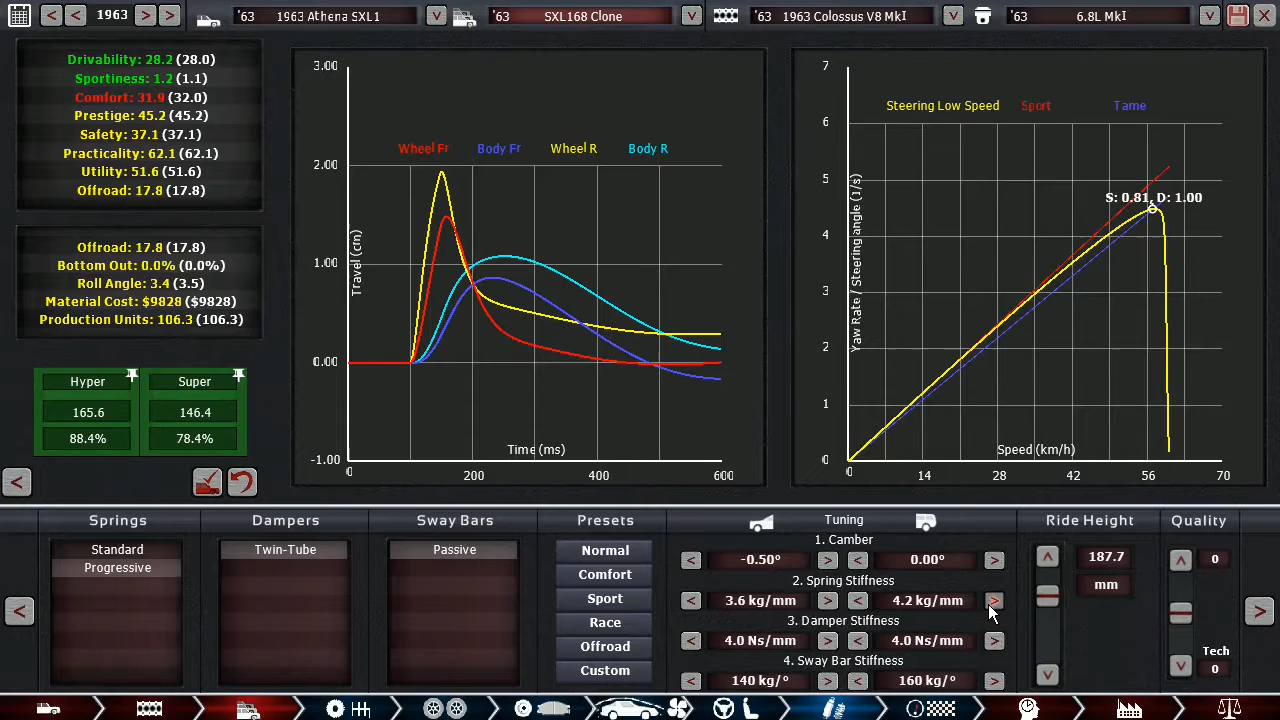 1963
'63 1963 Athena SXL1
'63 SXL168 Clone
'63 1963 Colossus V8 MkI
'63 6.8L MkI
Drivability: 28.2 (28.0)
Sportiness: 1.2 (1.1)
Comfort: 31.9 (32.0)
Prestige: 45.2 (45.2)
Safety: 37.1 (37.1)
Practicality: 62.1 (62.1)
Utility: 51.6 (51.6)
Offroad: 17.8 (17.8)
Offroad: 17.8 (17.8)
Bottom Out: 0.0% (0.0%)
Roll Angle: 3.4 (3.5)
Material Cost: $9828 ($9828)
Production Units: 106.3 (106.3)
Hyper Super
165.6 146.4
88.4% 78.4%
3.00
2.00
1.00
0.00
-1.00
Travel (cm)
Wheel Fr Body Fr Wheel R Body R
Time (ms)
0 200 400 600
7
6
5
4
3
2
1
0
Yaw Rate / Steering angle (1/s)
Steering Low Speed Sport Tame
S: 0.81, D: 1.00
Speed (km/h)
0 14 28 42 56 70
Springs
Standard
Progressive
Dampers
Twin-Tube
Sway Bars
Passive
Presets
Normal
Comfort
Sport
Race
Offroad
Custom
Tuning
1. Camber
< -0.50° > < 0.00° >
2. Spring Stiffness
< 3.6 kg/mm > < 4.2 kg/mm >
3. Damper Stiffness
< 4.0 Ns/mm > < 4.0 Ns/mm >
4. Sway Bar Stiffness
< 140 kg/° > < 160 kg/° >
Ride Height
187.7
mm
Quality
0
Tech
0